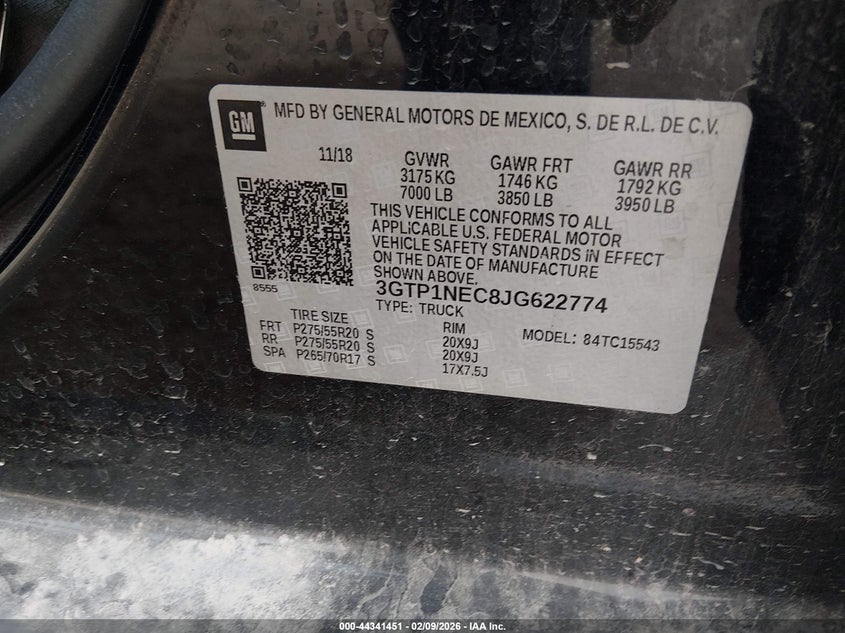 GM
MFD BY GENERAL MOTORS DE MEXICO, S. DE R.L. DE C.V.
11/18 GVWR GAWR FRT GAWR RR
3175 KG 1746 KG 1792 KG
7000 LB 3850 LB 3950 LB
THIS VEHICLE CONFORMS TO ALL
APPLICABLE U.S. FEDERAL MOTOR
VEHICLE SAFETY STANDARDS IN EFFECT
ON THE DATE OF MANUFACTURE
SHOWN ABOVE.
8555
3GTP1NEC8JG622774
TYPE: TRUCK
TIRE SIZE RIM MODEL: 84TC15543
FRT P275/55R20 S 20X9J
RR P275/55R20 S 20X9J
SPA P265/70R17 S 17X7.5J
000-44341451 | 02/09/2026 - IAA Inc.